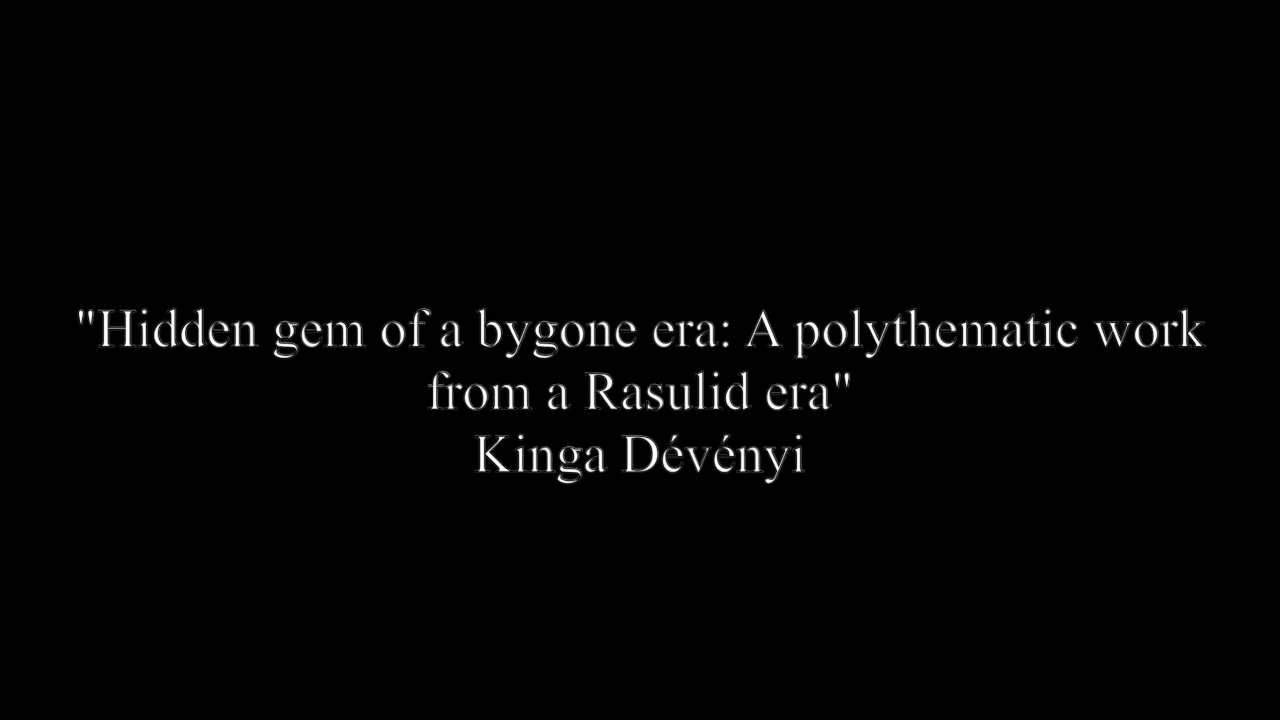 "Hidden gem of a bygone era: A polythematic work
from a Rasulid era"
Kinga Dévényi